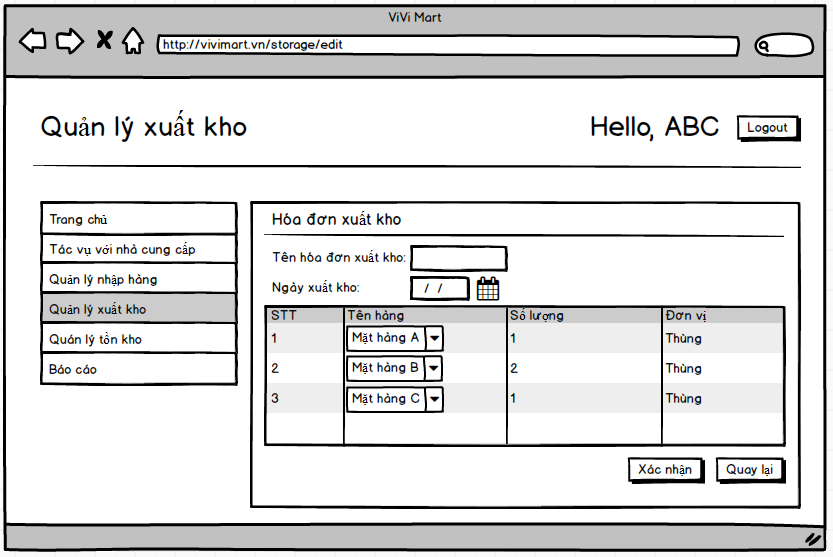 ViVi Mart
http://vivimart.vn/storage/edit
Quản lý xuất kho
Hello, ABC
Logout
Trang chủ
Tác vụ với nhà cung cấp
Quản lý nhập hàng
Quản lý xuất kho
Quản lý tồn kho
Báo cáo
Hóa đơn xuất kho
Tên hóa đơn xuất kho:
Ngày xuất kho: / /
STT Tên hàng Số lượng Đơn vị
1 Mặt hàng A 1 Thùng
2 Mặt hàng B 2 Thùng
3 Mặt hàng C 1 Thùng
Xác nhận Quay lại